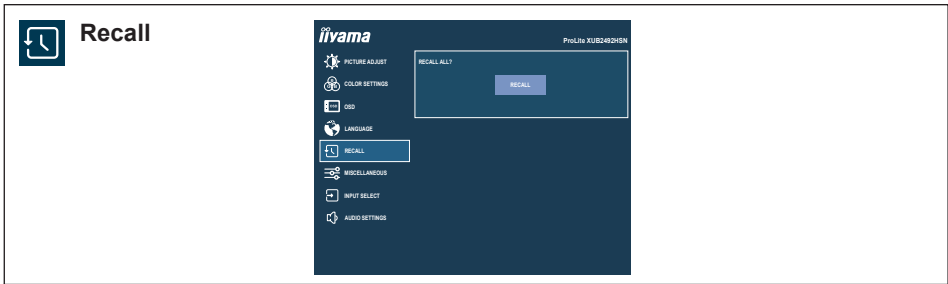 Recall
iiyama
ProLite XUB2492HSN
PICTURE ADJUST
RECALL ALL?
COLOR SETTINGS
RECALL
OSD
OSD
LANGUAGE
RECALL
MISCELLANEOUS
INPUT SELECT
AUDIO SETTINGS